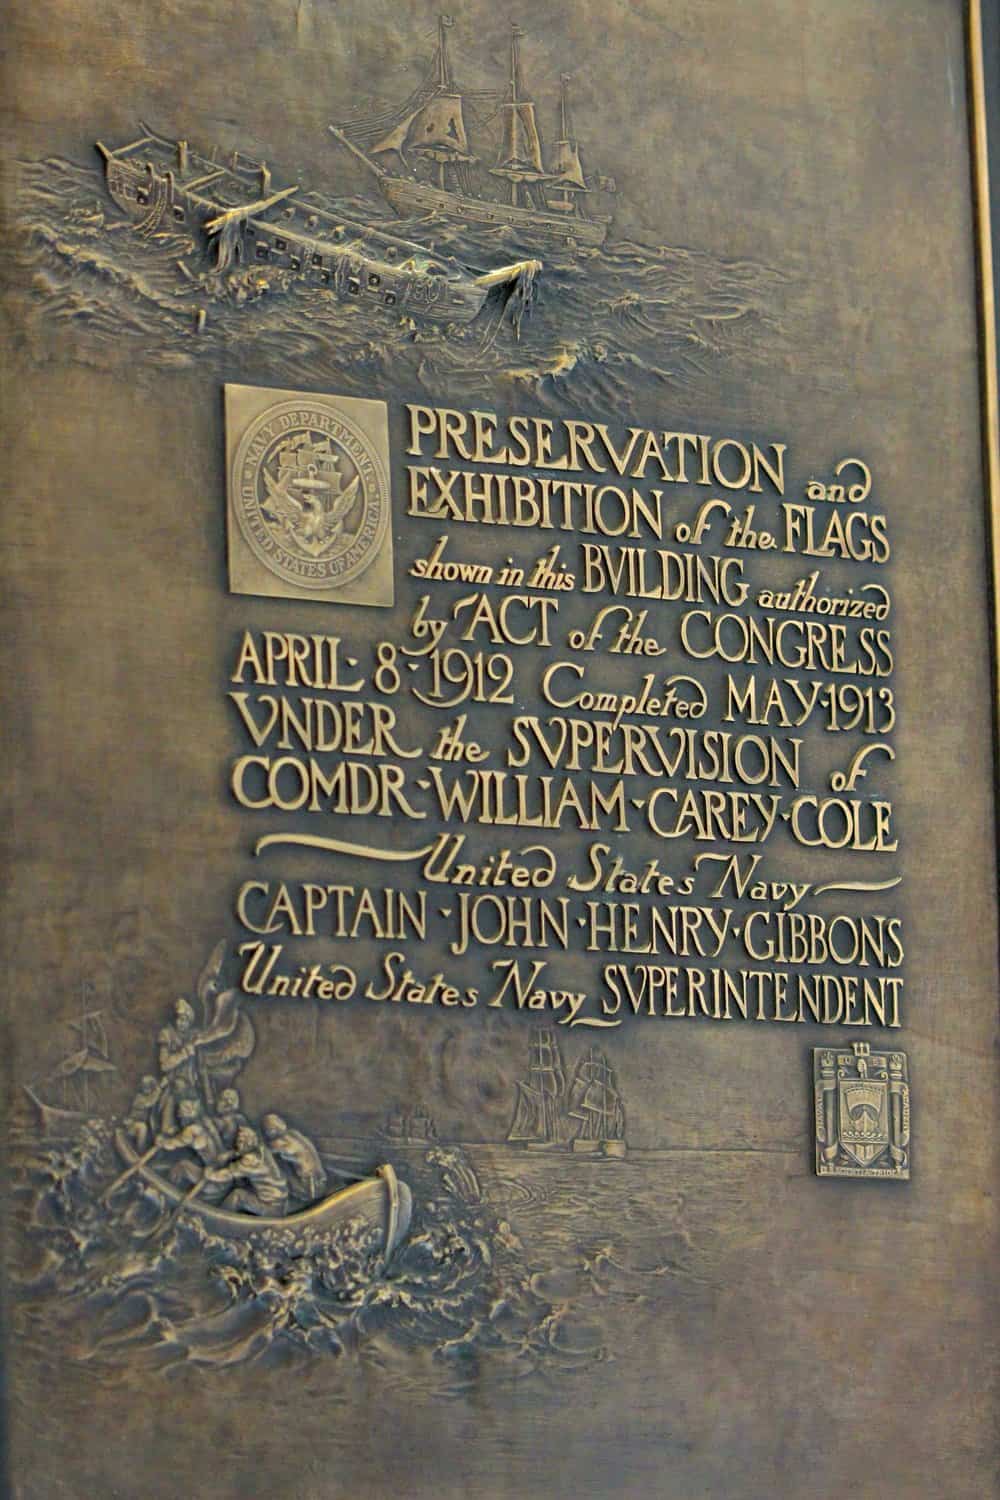 NAVY DEPARTMENT
UNITED STATES OF AMERICA
PRESERVATION and
EXHIBITION of the FLAGS
shown in this BVILDING authorized
by ACT of the CONGRESS
APRIL·8·1912 Completed MAY·1913
VNDER the SVPERVISION of
COMDR·WILLIAM·CAREY·COLE
United States Navy
CAPTAIN·JOHN·HENRY·GIBBONS
United States Navy SVPERINTENDENT